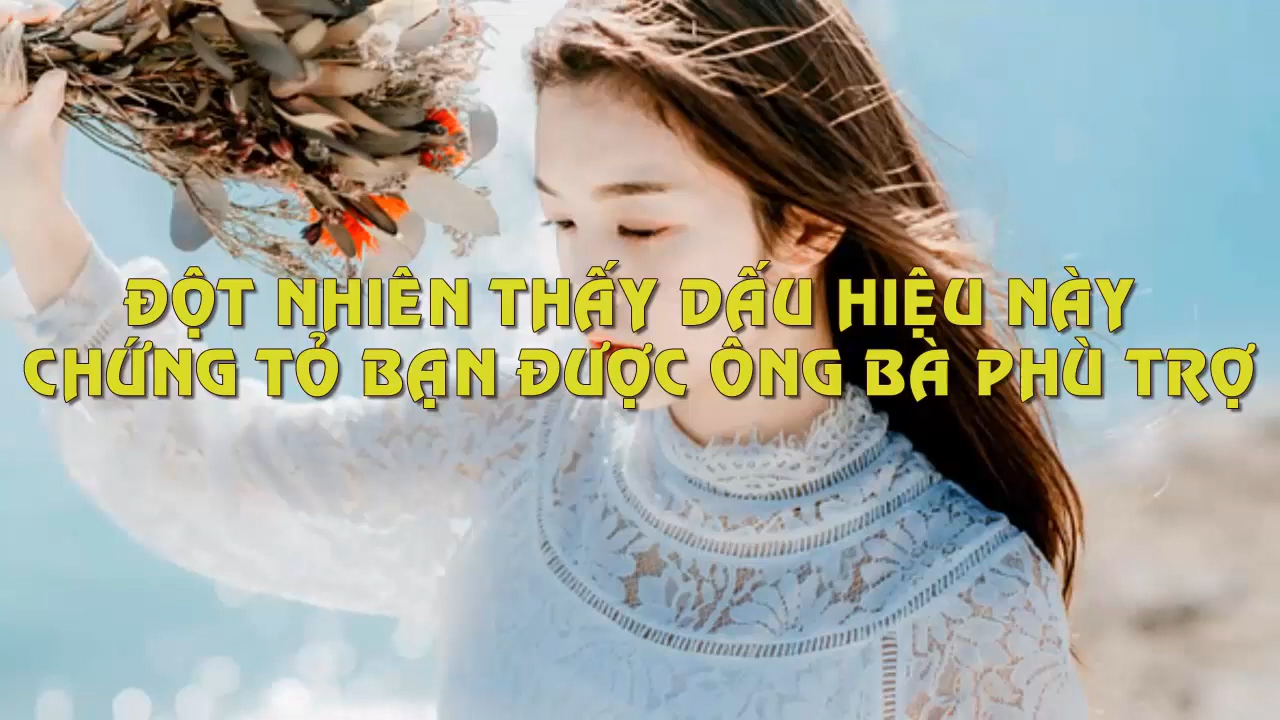 ĐỘT NHIÊN THẤY DẤU HIỆU NÀY
CHỨNG TỎ BẠN ĐƯỢC ÔNG BÀ PHÙ TRỢ